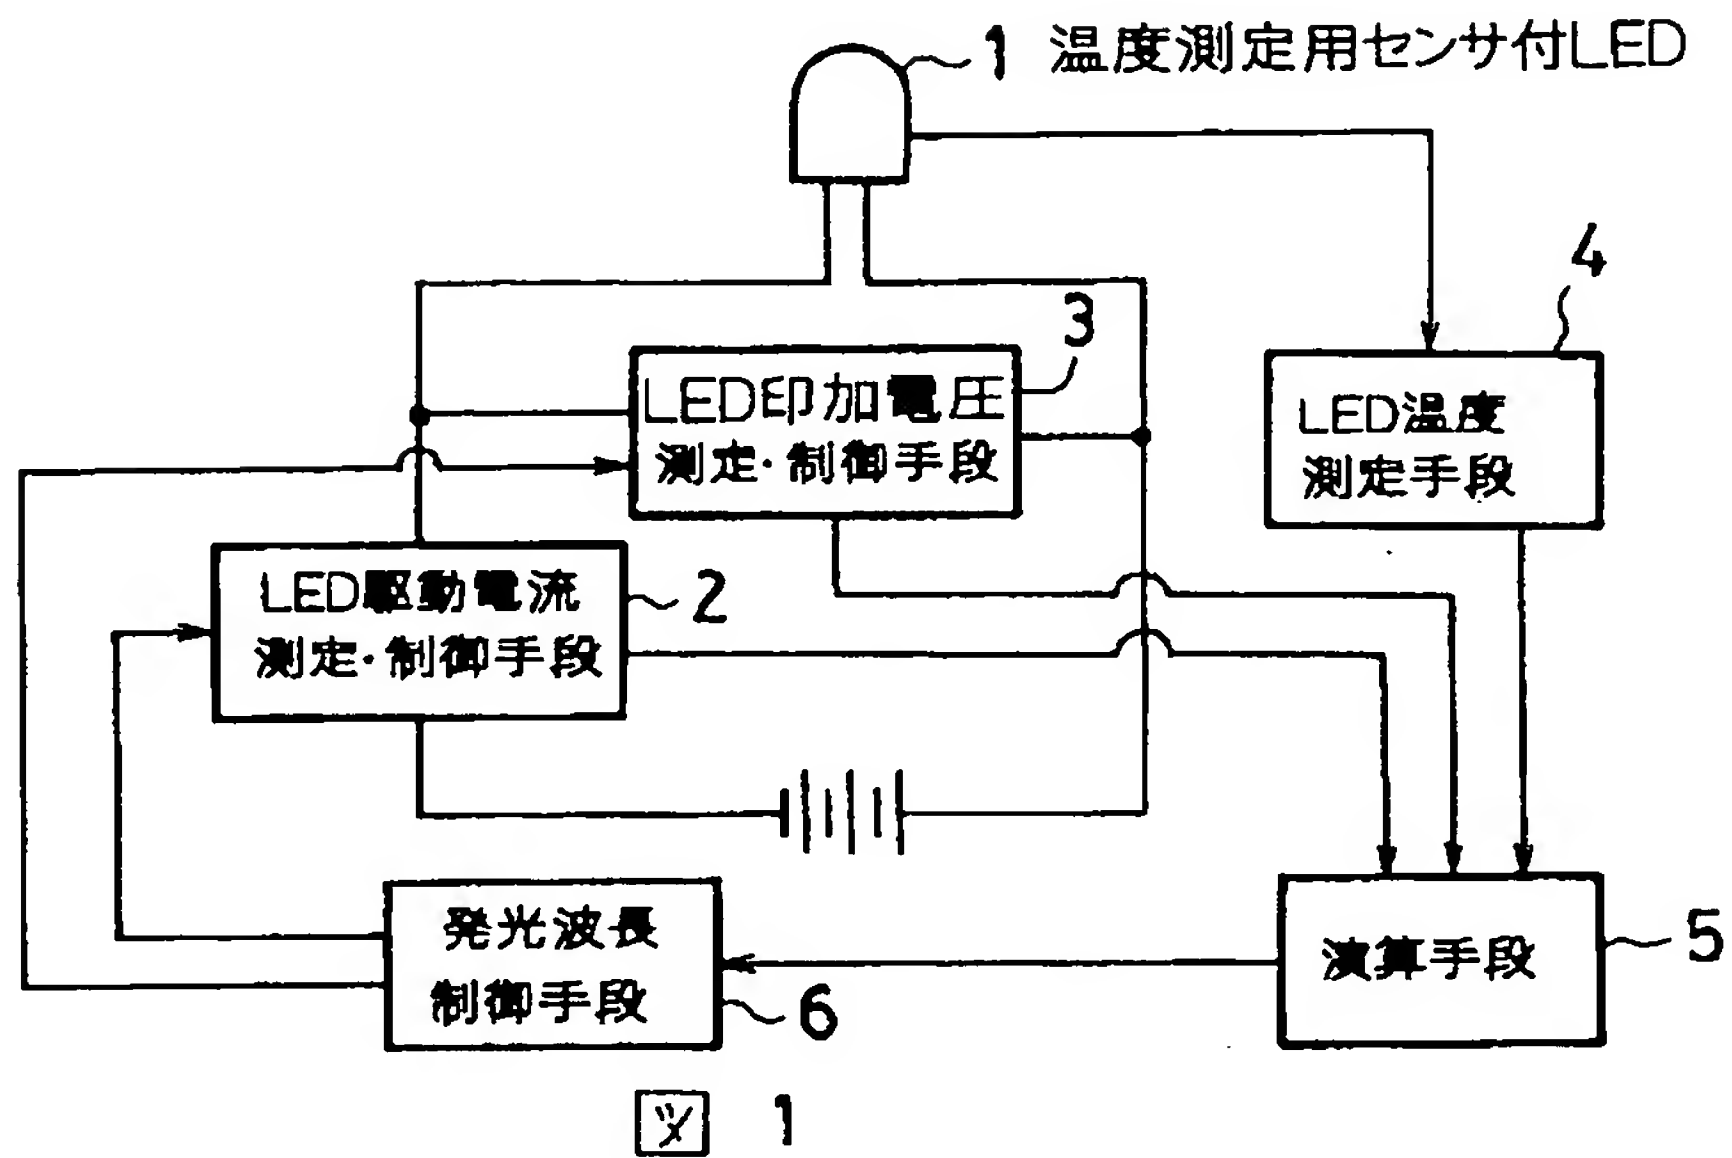 1 温度測定用センサ付LED
4
3
LED印加電圧
測定・制御手段
LED温度
測定手段
LED駆動電流
測定・制御手段
2
発光波長
制御手段
6
演算手段
5
図 1